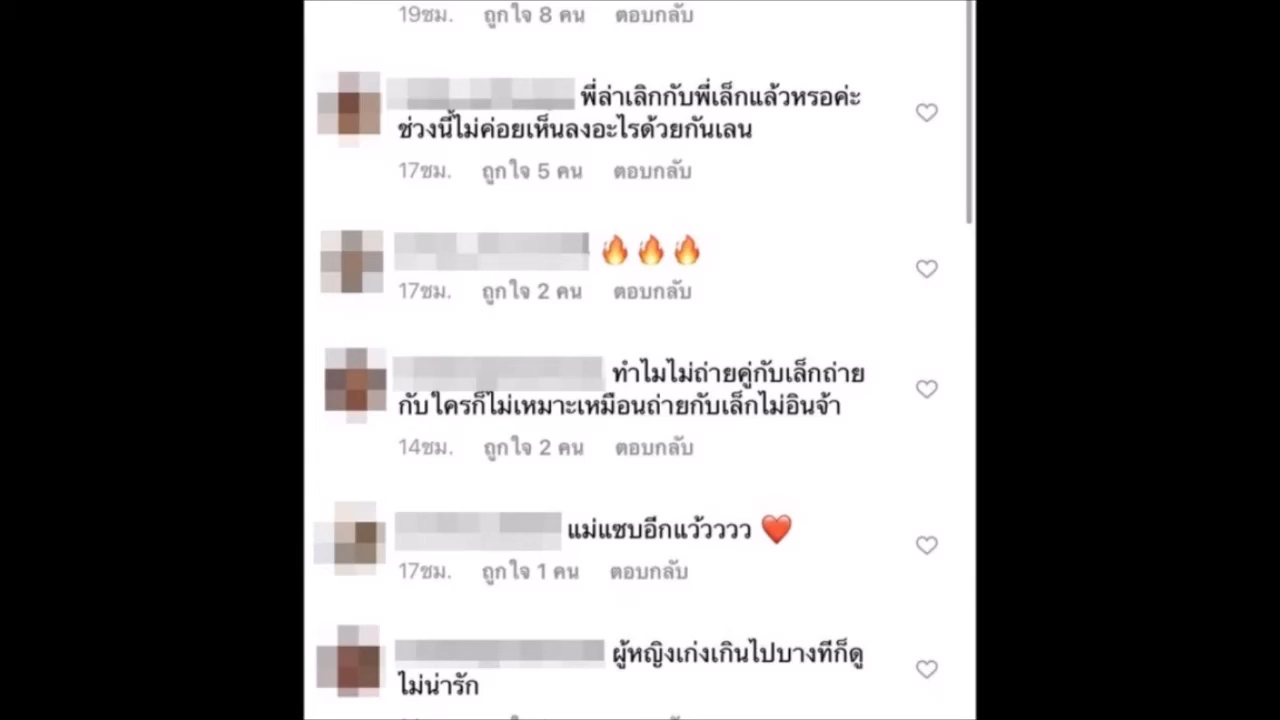 19ชม. ถูกใจ 8 คน ตอบกลับ
พี่ล่าเลิกกับพี่เล็กแล้วหรอค่ะ
ช่วงนี้ไม่ค่อยเห็นลงอะไรด้วยกันเลน
17ชม. ถูกใจ 5 คน ตอบกลับ
🔥🔥🔥
17ชม. ถูกใจ 2 คน ตอบกลับ
ทำไมไม่ถ่ายคู่กับเล็กถ่าย
กับใครก็ไม่เหมาะเหมือนถ่ายกับเล็กไม่อินจ้า
14ชม. ถูกใจ 2 คน ตอบกลับ
แม่แซบอีกแว้วววว ❤️
17ชม. ถูกใจ 1 คน ตอบกลับ
ผู้หญิงเก่งเกินไปบางทีก็ดู
ไม่น่ารัก